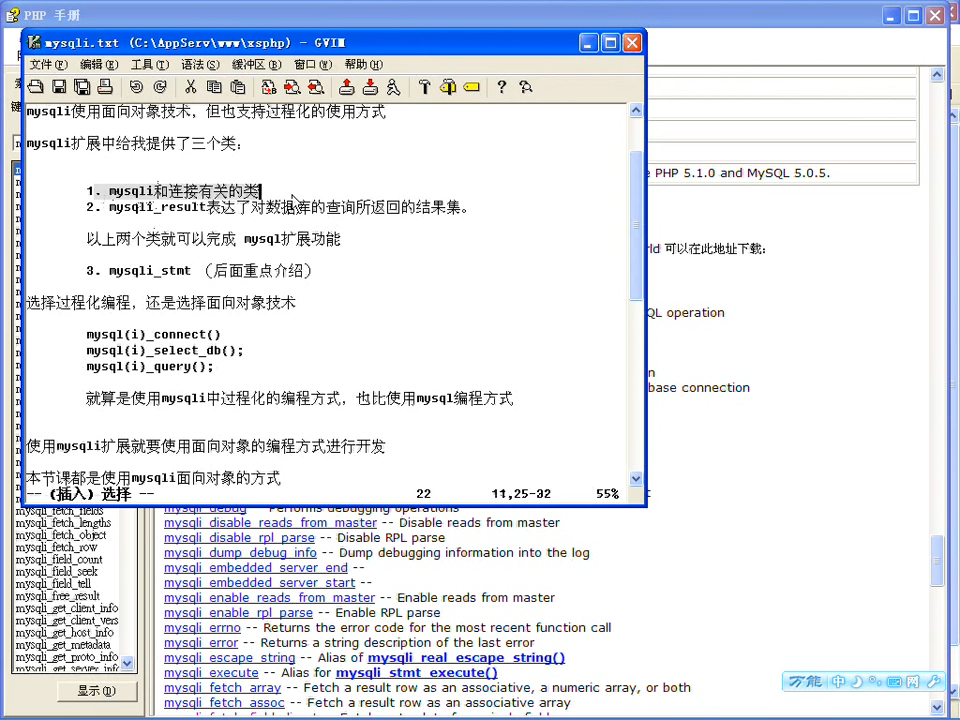 PHP 手册
mysqli.txt (C:\AppServ\www\xsphp) - GVIM
文件(F) 编辑(E) 工具(T) 语法(S) 缓冲区(B) 窗口(W) 帮助(H)
mysqli使用面向对象技术，但也支持过程化的使用方式
mysqli扩展中给我提供了三个类：
1. mysqli和连接有关的类
2. mysqli_result表达了对数据库的查询所返回的结果集。
以上两个类就可以完成 mysql扩展功能
3. mysqli_stmt （后面重点介绍）
选择过程化编程，还是选择面向对象技术
mysql(i)_connect()
mysql(i)_select_db();
mysql(i)_query();
就算是使用mysqli中过程化的编程方式，也比使用mysql编程方式
使用mysqli扩展就要使用面向对象的编程方式进行开发
本节课都是使用mysqli面向对象的方式
-- (插入) 选择 -- 22 11,25-32 55%
PHP 5.1.0 and MySQL 5.0.5.
可以在此地址下载：
QL operation
base connection
mysqli_fetch_fields
mysqli_fetch_lengths
mysqli_fetch_object
mysqli_fetch_row
mysqli_field_count
mysqli_field_seek
mysqli_field_tell
mysqli_free_result
mysqli_get_client_info
mysqli_get_client_vers
mysqli_get_host_info
mysqli_get_metadata
mysqli_get_proto_info
mysqli_get_server_info
显示(D)
mysqli_debug -- Performs debugging operations
mysqli_disable_reads_from_master -- Disable reads from master
mysqli_disable_rpl_parse -- Disable RPL parse
mysqli_dump_debug_info -- Dump debugging information into the log
mysqli_embedded_server_end --
mysqli_embedded_server_start --
mysqli_enable_reads_from_master -- Enable reads from master
mysqli_enable_rpl_parse -- Enable RPL parse
mysqli_errno -- Returns the error code for the most recent function call
mysqli_error -- Returns a string description of the last error
mysqli_escape_string -- Alias of mysqli_real_escape_string()
mysqli_execute -- Alias for mysqli_stmt_execute()
mysqli_fetch_array -- Fetch a result row as an associative, a numeric array, or both
mysqli_fetch_assoc -- Fetch a result row as an associative array
万能 中